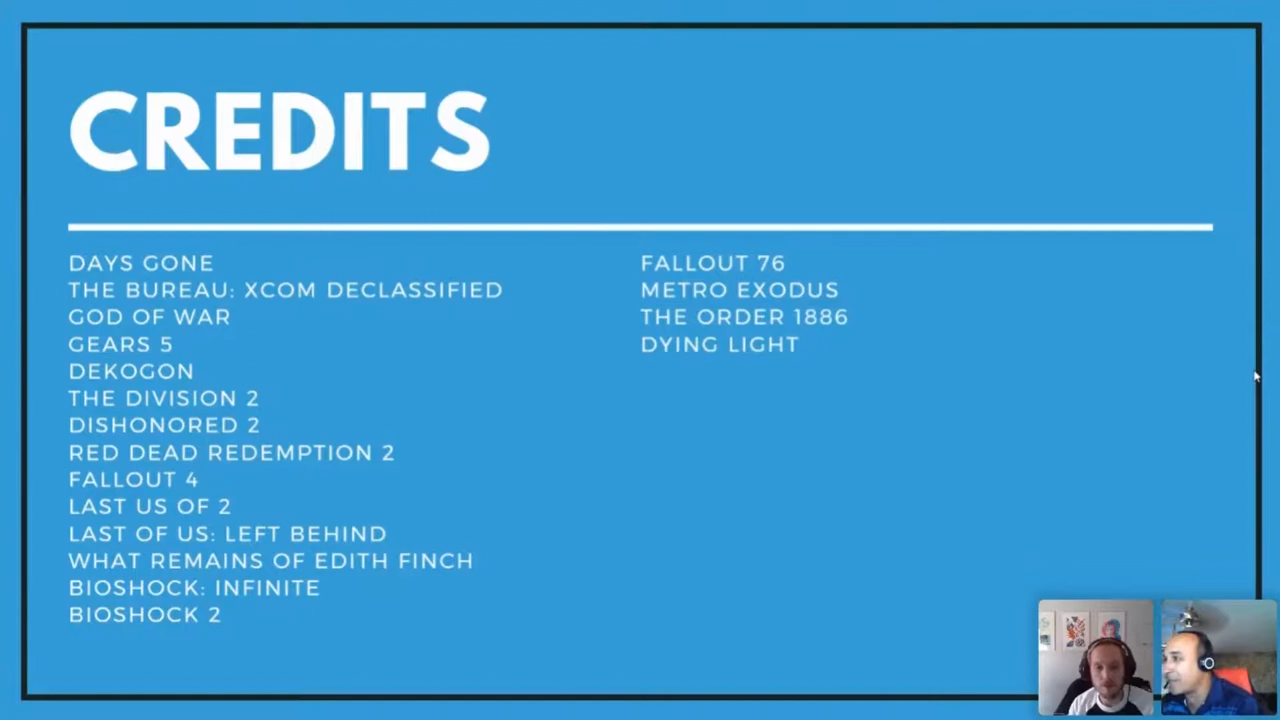 CREDITS
DAYS GONE
THE BUREAU: XCOM DECLASSIFIED
GOD OF WAR
GEARS 5
DEKOGON
THE DIVISION 2
DISHONORED 2
RED DEAD REDEMPTION 2
FALLOUT 4
LAST US OF 2
LAST OF US: LEFT BEHIND
WHAT REMAINS OF EDITH FINCH
BIOSHOCK: INFINITE
BIOSHOCK 2
FALLOUT 76
METRO EXODUS
THE ORDER 1886
DYING LIGHT